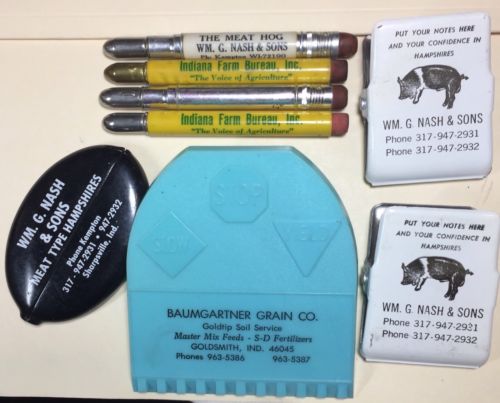 THE MEAT HOG
WM. G. NASH & SONS
Indiana Farm Bureau, Inc.
"The Voice of Agriculture"
Indiana Farm Bureau, Inc.
"The Voice of Agriculture"
PUT YOUR NOTES HERE
AND YOUR CONFIDENCE IN
HAMPSHIRES
WM. G. NASH & SONS
Phone 317-947-2931
Phone 317-947-2932
WM. G. NASH
& SONS
MEAT TYPE HAMPSHIRES
Phone Kempton
317 - 947-2931 • 947-2932
Sharpsville, Ind.
STOP
YIELD
BAUMGARTNER GRAIN CO.
Goldtip Soil Service
Master Mix Feeds - S-D Fertilizers
GOLDSMITH, IND. 46045
Phones 963-5386 963-5387
PUT YOUR NOTES HERE
AND YOUR CONFIDENCE IN
HAMPSHIRES
WM. G. NASH & SONS
Phone 317-947-2931
Phone 317-947-2932